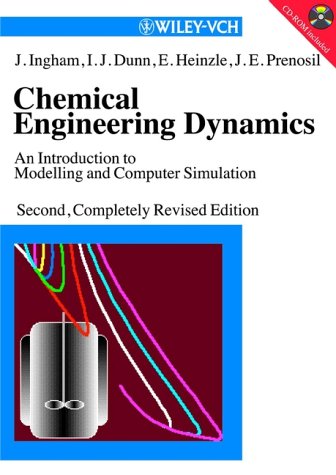 WILEY-VCH
CD-ROM included
J. Ingham, I. J. Dunn, E. Heinzle, J. E. Prenosil
Chemical
Engineering Dynamics
An Introduction to
Modelling and Computer Simulation
Second, Completely Revised Edition